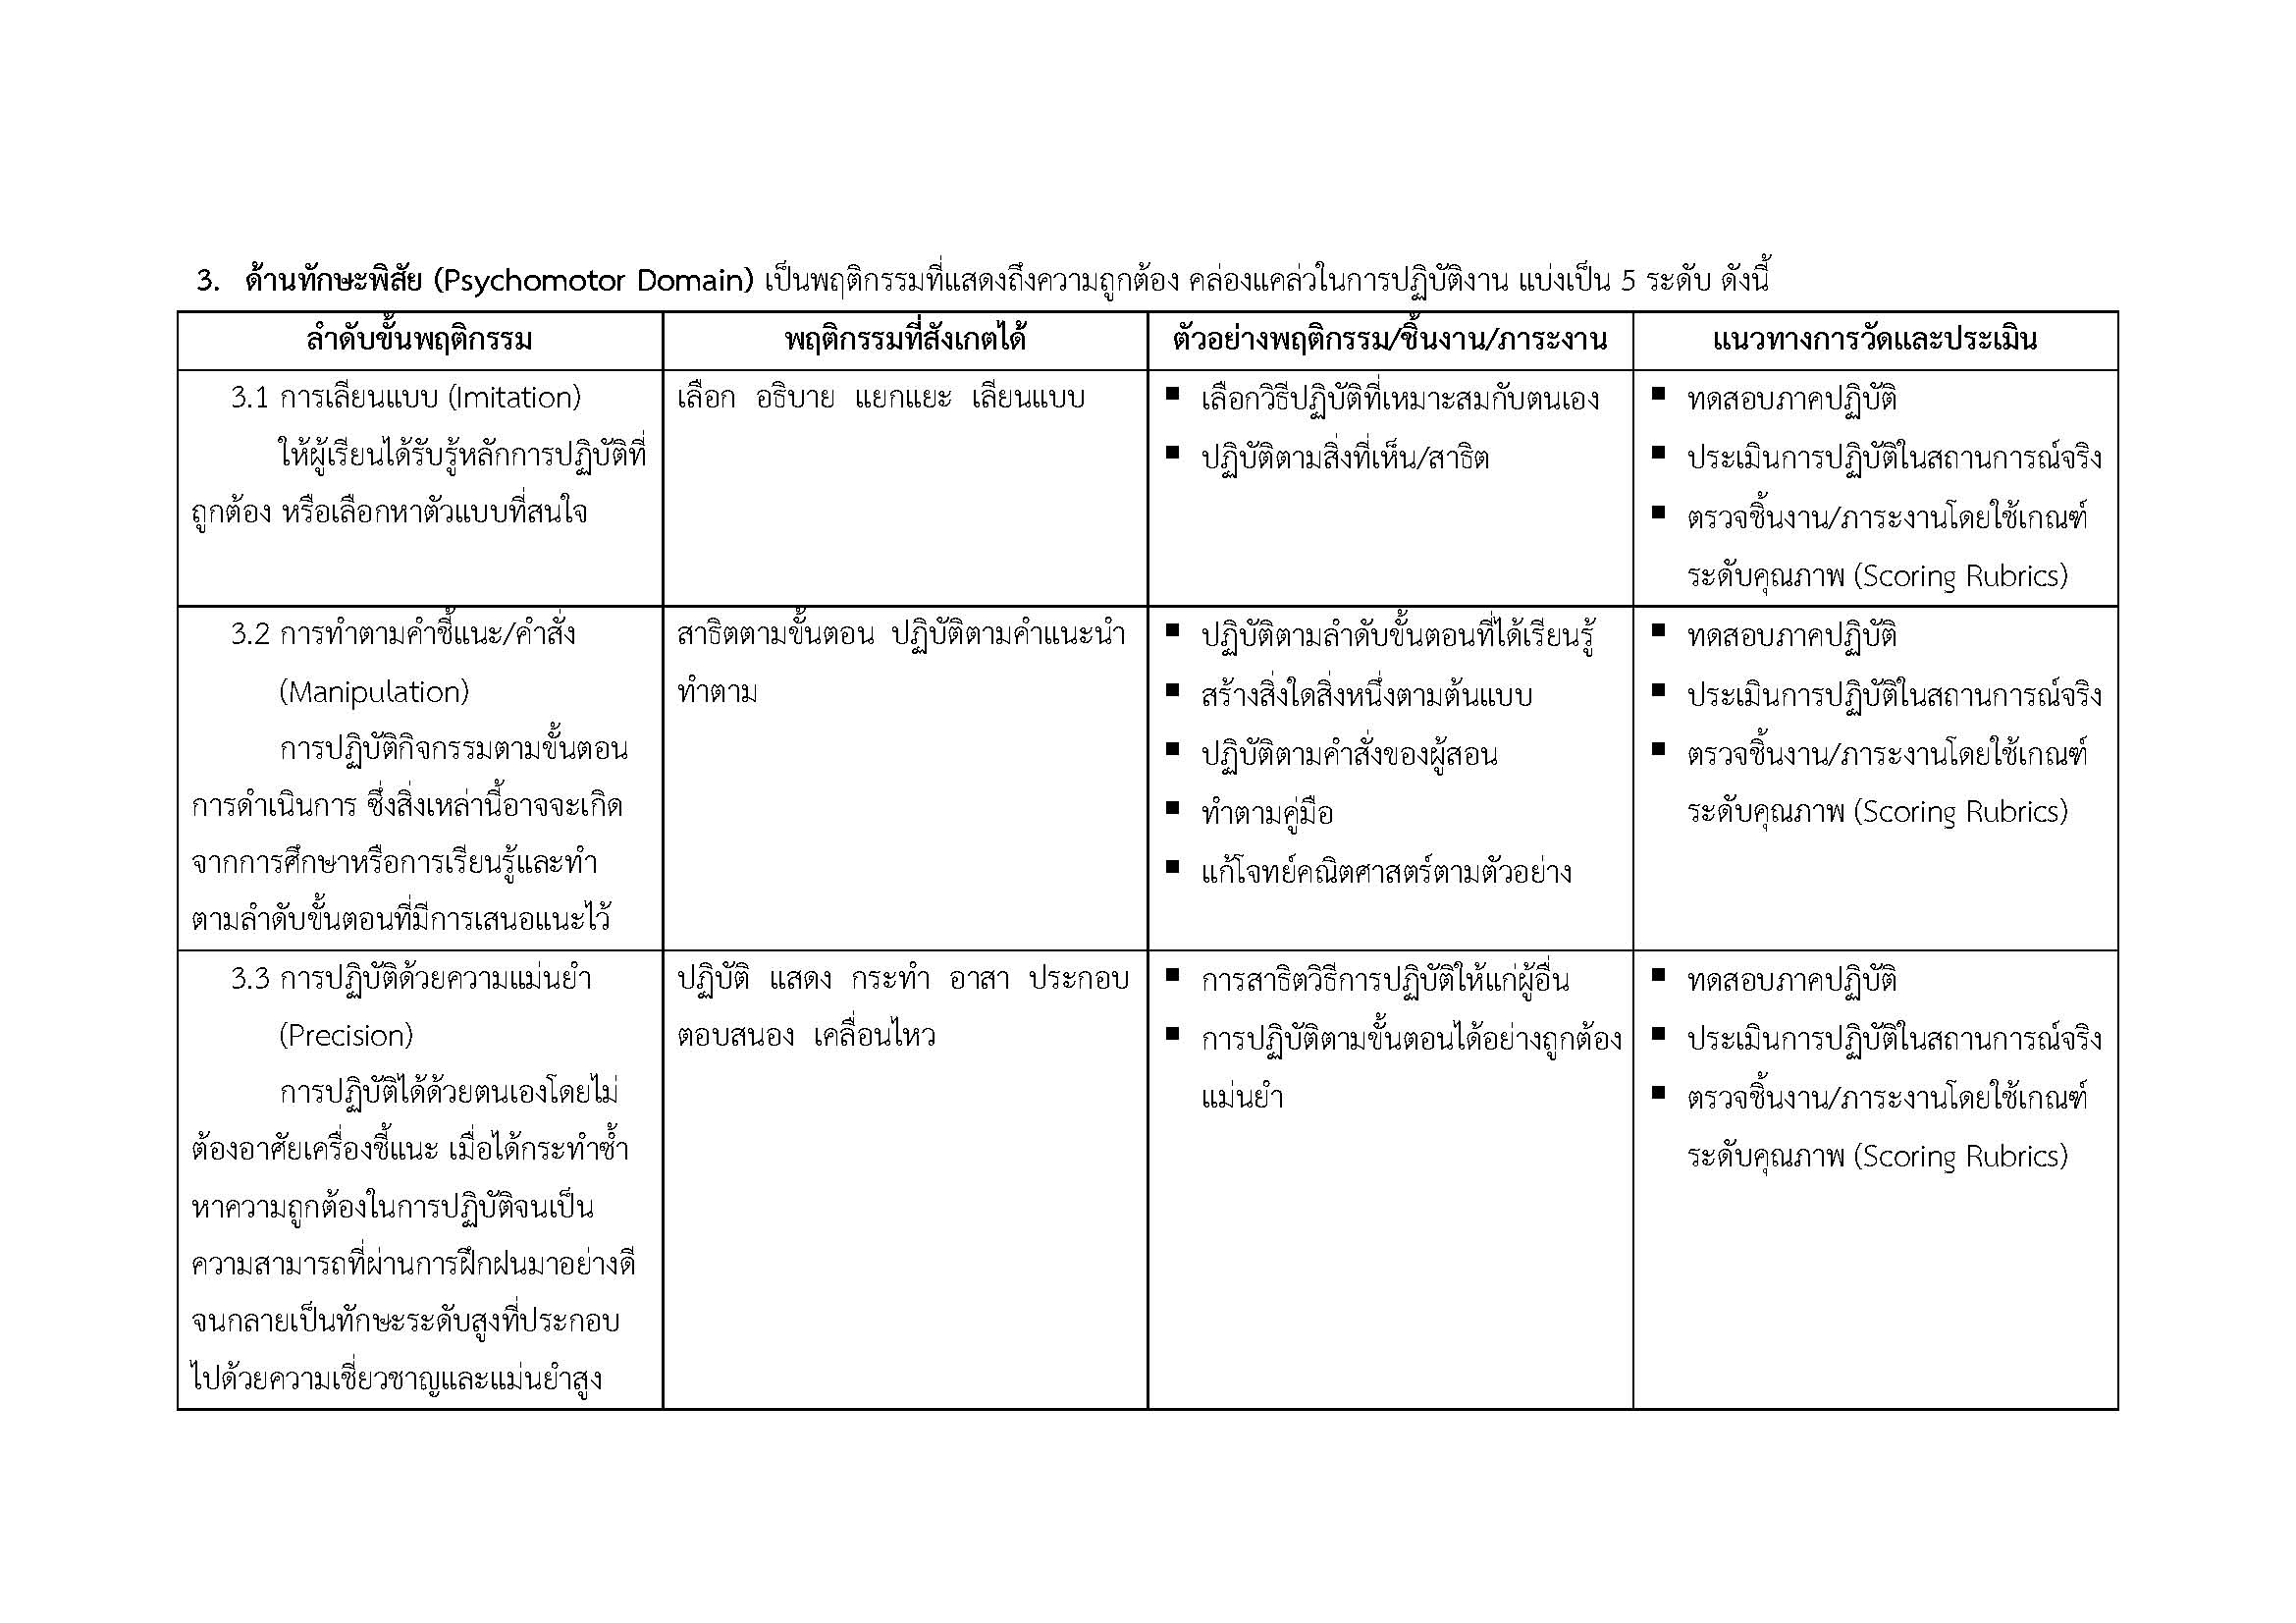 3. ด้านทักษะพิสัย (Psychomotor Domain) เป็นพฤติกรรมที่แสดงถึงความถูกต้อง คล่องแคล่วในการปฏิบัติงาน แบ่งเป็น 5 ระดับ ดังนี้
ลำดับขั้นพฤติกรรม
พฤติกรรมที่สังเกตได้
ตัวอย่างพฤติกรรม/ชิ้นงาน/ภาระงาน
แนวทางการวัดและประเมิน
3.1 การเลียนแบบ (Imitation)
ให้ผู้เรียนได้รับรู้หลักการปฏิบัติที่
ถูกต้อง หรือเลือกหาตัวแบบที่สนใจ
เลือก อธิบาย แยกแยะ เลียนแบบ
▪ เลือกวิธีปฏิบัติที่เหมาะสมกับตนเอง
▪ ปฏิบัติตามสิ่งที่เห็น/สาธิต
▪ ทดสอบภาคปฏิบัติ
▪ ประเมินการปฏิบัติในสถานการณ์จริง
▪ ตรวจชิ้นงาน/ภาระงานโดยใช้เกณฑ์
ระดับคุณภาพ (Scoring Rubrics)
3.2 การทำตามคำชี้แนะ/คำสั่ง
(Manipulation)
การปฏิบัติกิจกรรมตามขั้นตอน
การดำเนินการ ซึ่งสิ่งเหล่านี้อาจจะเกิด
จากการศึกษาหรือการเรียนรู้และทำ
ตามลำดับขั้นตอนที่มีการเสนอแนะไว้
สาธิตตามขั้นตอน ปฏิบัติตามคำแนะนำ
ทำตาม
▪ ปฏิบัติตามลำดับขั้นตอนที่ได้เรียนรู้
▪ สร้างสิ่งใดสิ่งหนึ่งตามต้นแบบ
▪ ปฏิบัติตามคำสั่งของผู้สอน
▪ ทำตามคู่มือ
▪ แก้โจทย์คณิตศาสตร์ตามตัวอย่าง
▪ ทดสอบภาคปฏิบัติ
▪ ประเมินการปฏิบัติในสถานการณ์จริง
▪ ตรวจชิ้นงาน/ภาระงานโดยใช้เกณฑ์
ระดับคุณภาพ (Scoring Rubrics)
3.3 การปฏิบัติด้วยความแม่นยำ
(Precision)
การปฏิบัติได้ด้วยตนเองโดยไม่
ต้องอาศัยเครื่องชี้แนะ เมื่อได้กระทำซ้ำ
หาความถูกต้องในการปฏิบัติจนเป็น
ความสามารถที่ผ่านการฝึกฝนมาอย่างดี
จนกลายเป็นทักษะระดับสูงที่ประกอบ
ไปด้วยความเชี่ยวชาญและแม่นยำสูง
ปฏิบัติ แสดง กระทำ อาสา ประกอบ
ตอบสนอง เคลื่อนไหว
▪ การสาธิตวิธีการปฏิบัติให้แก่ผู้อื่น
▪ การปฏิบัติตามขั้นตอนได้อย่างถูกต้อง
แม่นยำ
▪ ทดสอบภาคปฏิบัติ
▪ ประเมินการปฏิบัติในสถานการณ์จริง
▪ ตรวจชิ้นงาน/ภาระงานโดยใช้เกณฑ์
ระดับคุณภาพ (Scoring Rubrics)